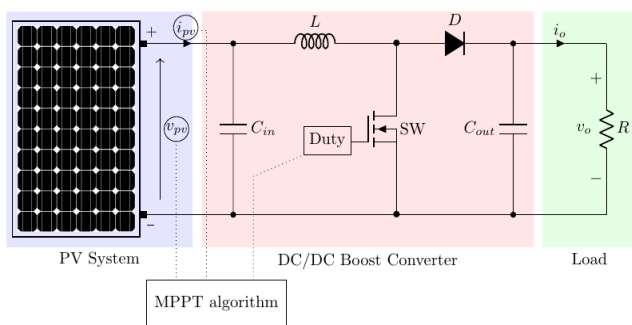 +
i_pv
L
D
i_o
v_pv
C_in
Duty
SW
C_out
+
v_o
R
−
−
PV System
DC/DC Boost Converter
Load
MPPT algorithm